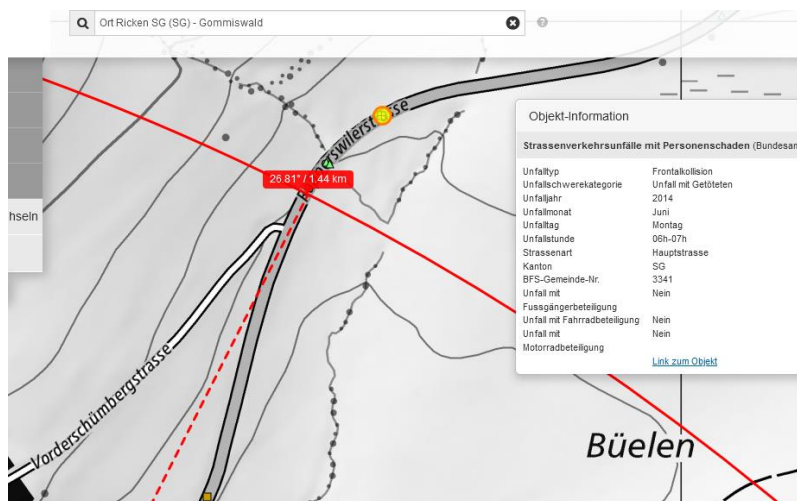 Ort Ricken SG (SG) - Gommiswald
hseln
26.81° / 1.44 km
Vorderschümbergstrasse
Büelen
Objekt-Information
Strassenverkehrsunfälle mit Personenschaden (Bundesam
Unfalltyp Frontalkollision
Unfallschwerekategorie Unfall mit Getöteten
Unfalljahr 2014
Unfallmonat Juni
Unfalltag Montag
Unfallstunde 06h-07h
Strassenart Hauptstrasse
Kanton SG
BFS-Gemeinde-Nr. 3341
Unfall mit Nein
Fussgängerbeteiligung
Unfall mit Fahrradbeteiligung Nein
Unfall mit Nein
Motorradbeteiligung
Link zum Objekt